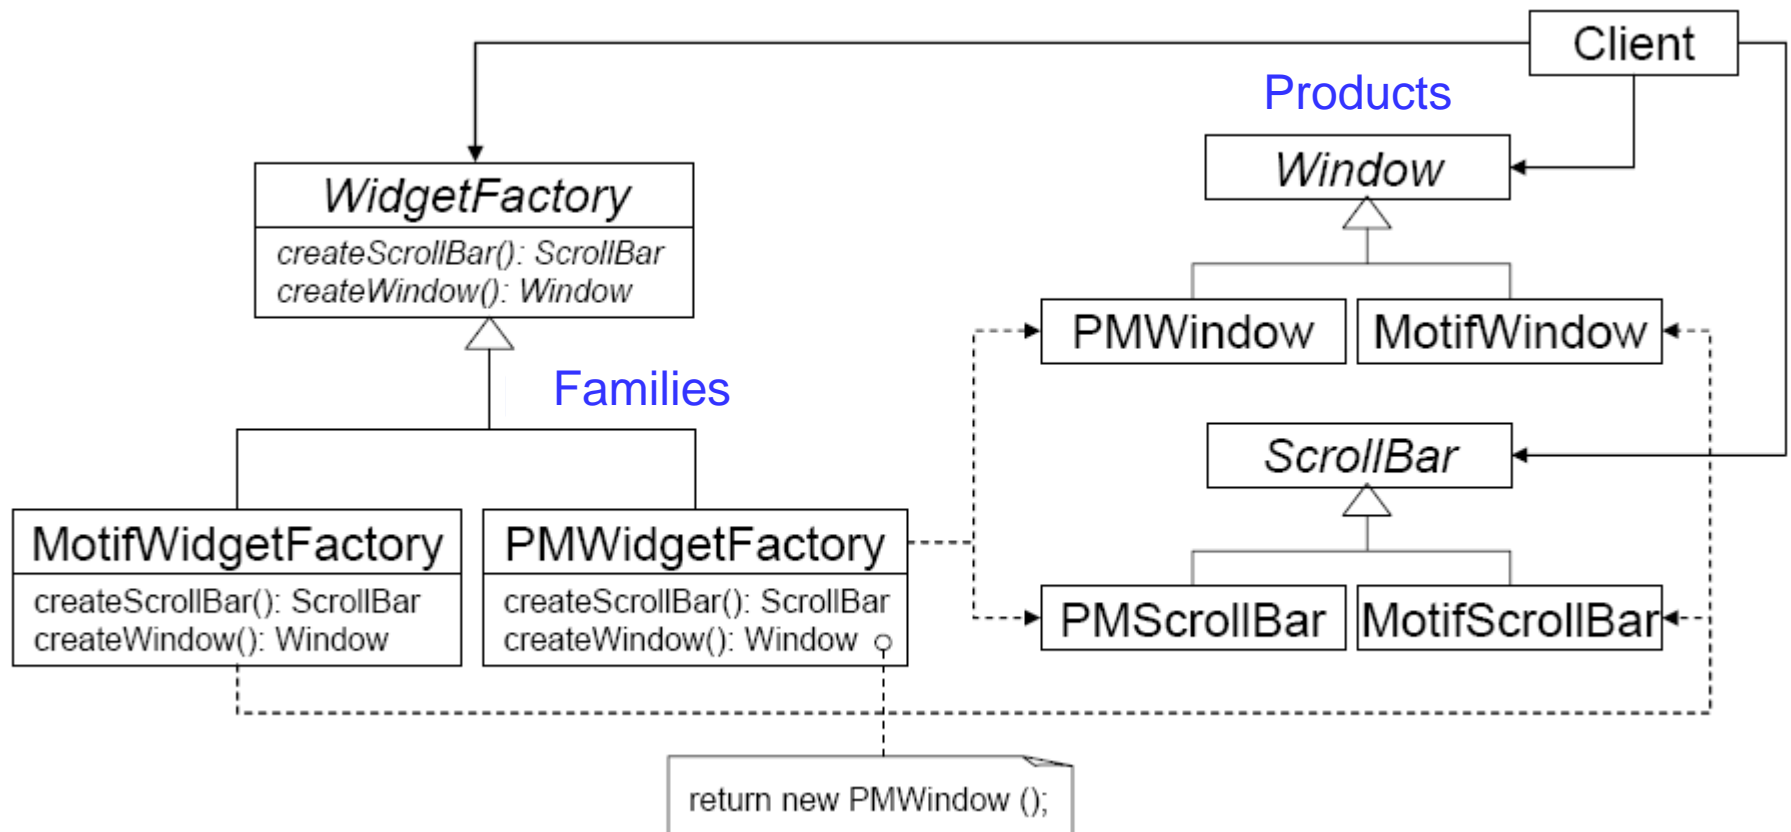 Client
Products
Window
WidgetFactory
createScrollBar(): ScrollBar
createWindow(): Window
PMWindow
MotifWindow
Families
ScrollBar
MotifWidgetFactory
createScrollBar(): ScrollBar
createWindow(): Window
PMWidgetFactory
createScrollBar(): ScrollBar
createWindow(): Window
PMScrollBar
MotifScrollBar
return new PMWindow ();